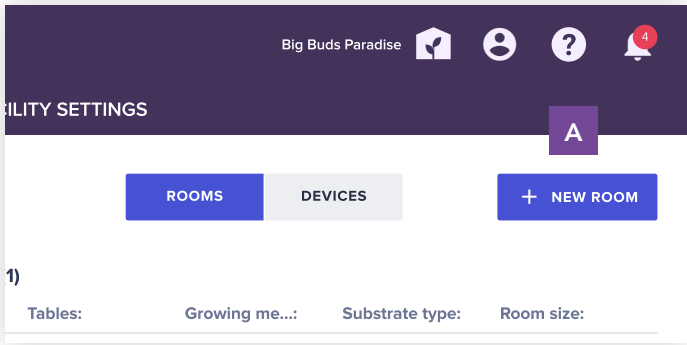 Big Buds Paradise
4
ILITY SETTINGS
A
ROOMS DEVICES + NEW ROOM
1)
Tables: Growing me...: Substrate type: Room size: